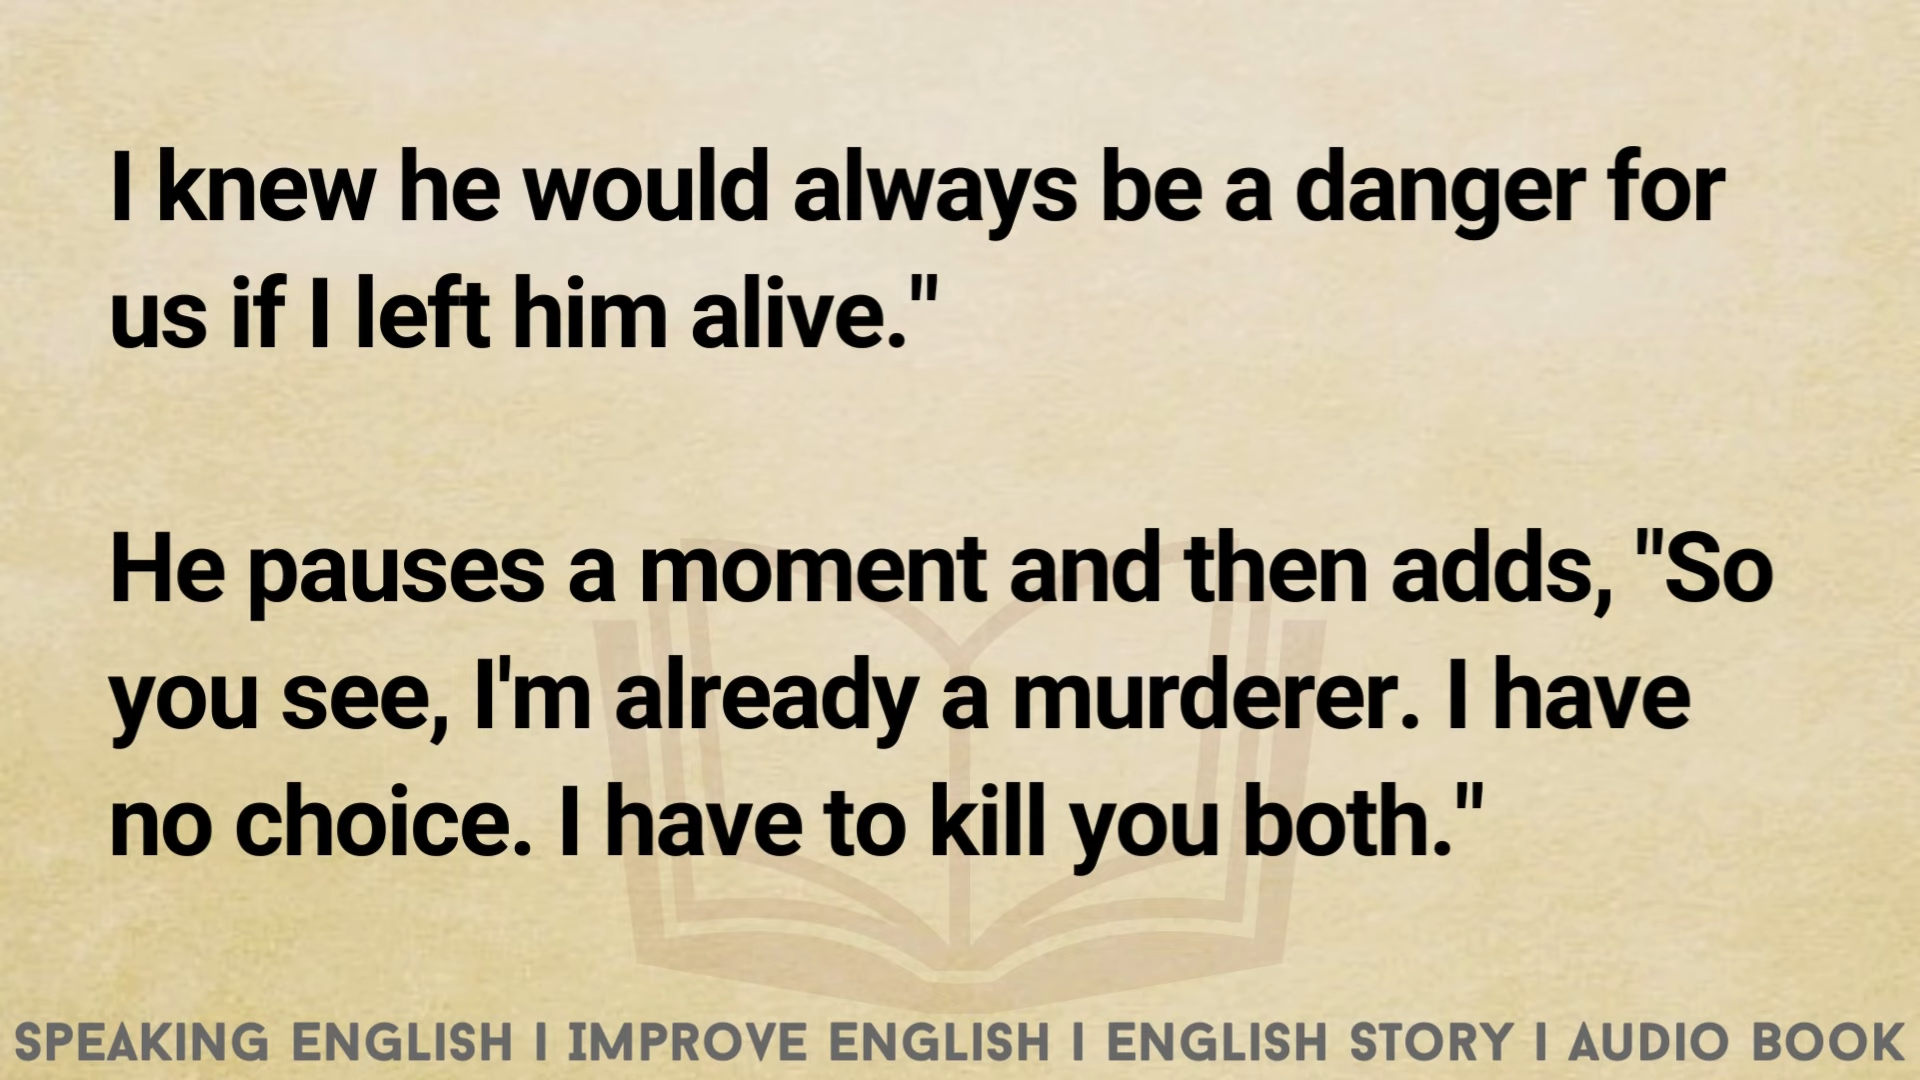 I knew he would always be a danger for
us if I left him alive."
He pauses a moment and then adds, "So
you see, I'm already a murderer. I have
no choice. I have to kill you both."
SPEAKING ENGLISH I IMPROVE ENGLISH I ENGLISH STORY I AUDIO BOOK